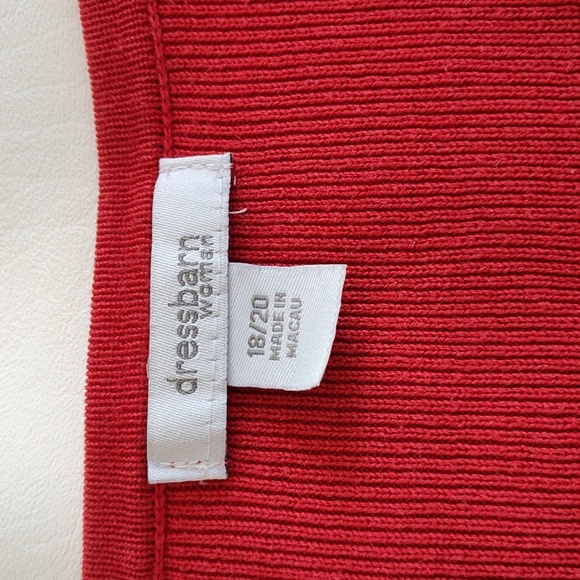 dressbarn
woman
18/20
MADE IN
MACAU